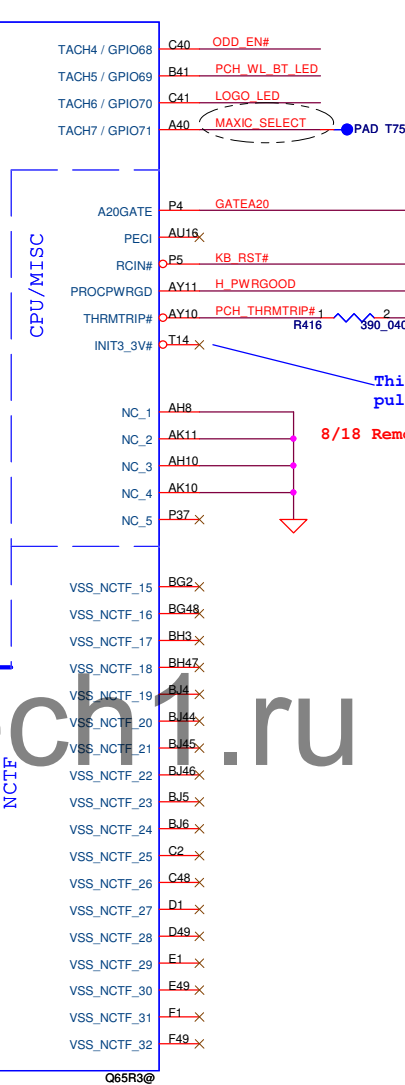 TACH4 / GPIO68 C40 ODD_EN#
TACH5 / GPIO69 B41 PCH_WL_BT_LED
TACH6 / GPIO70 C41 LOGO_LED
TACH7 / GPIO71 A40 MAXIC_SELECT PAD T75
CPU/MISC
A20GATE P4 GATEA20
PECI AU16
RCIN# P5 KB_RST#
PROCPWRGD AY11 H_PWRGOOD
THRMTRIP# AY10 PCH_THRMTRIP# 1 2
R416 390_040
INIT3_3V# T14
Thi
pul
NC_1 AH8
8/18 Rem
NC_2 AK11
NC_3 AH10
NC_4 AK10
NC_5 P37
VSS_NCTF_15 BG2
VSS_NCTF_16 BG48
VSS_NCTF_17 BH3
VSS_NCTF_18 BH47
VSS_NCTF_19 BJ4
VSS_NCTF_20 BJ44
ch1.ru
VSS_NCTF_21 BJ45
NCTF
VSS_NCTF_22 BJ46
VSS_NCTF_23 BJ5
VSS_NCTF_24 BJ6
VSS_NCTF_25 C2
VSS_NCTF_26 C48
VSS_NCTF_27 D1
VSS_NCTF_28 D49
VSS_NCTF_29 E1
VSS_NCTF_30 E49
VSS_NCTF_31 F1
VSS_NCTF_32 F49
Q65R3@